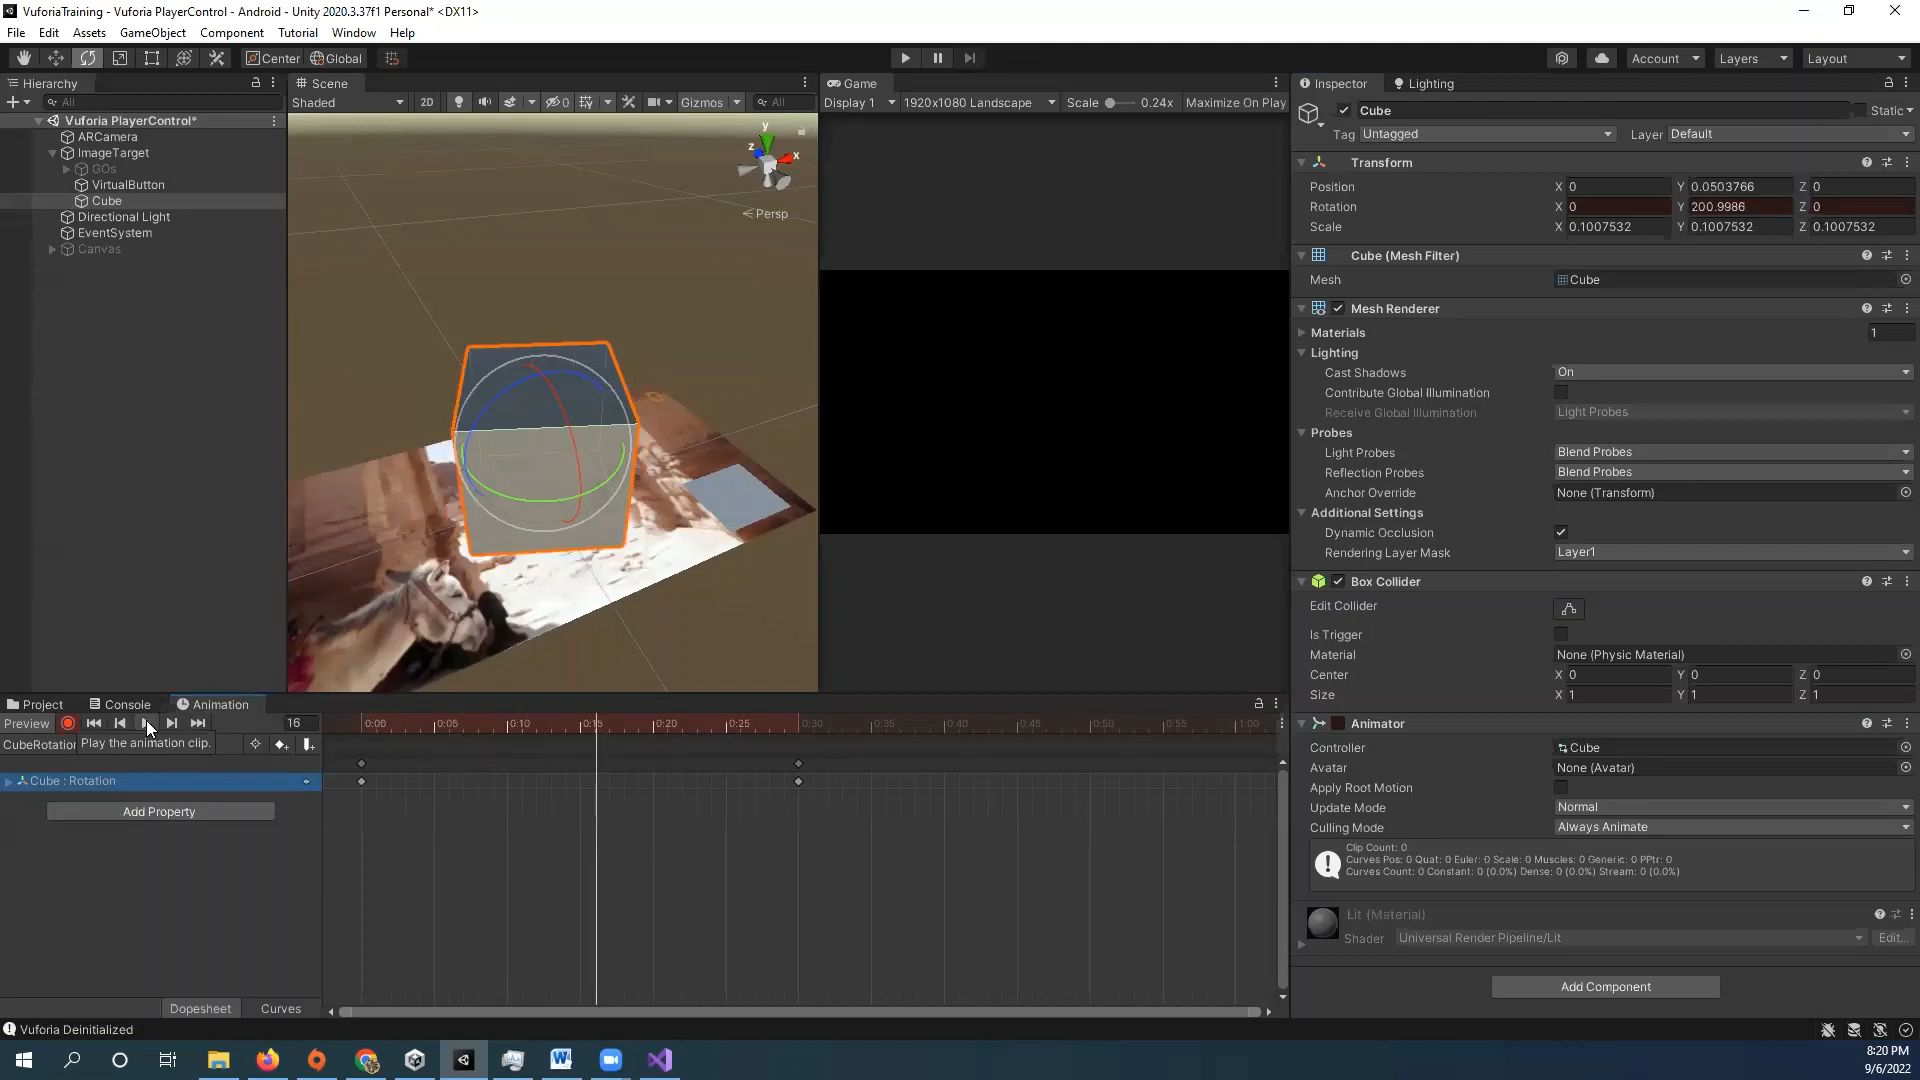 VuforiaTraining - Vuforia PlayerControl - Android - Unity 2020.3.37f1 Personal* <DX11>
File Edit Assets GameObject Component Tutorial Window Help
Center Global Account Layers Layout
Hierarchy
All
Vuforia PlayerControl*
ARCamera
ImageTarget
GOs
VirtualButton
Cube
Directional Light
EventSystem
Canvas
Scene
Shaded 2D 0 Gizmos All
y
z x
Persp
Game
Display 1 1920x1080 Landscape Scale 0.24x Maximize On Play
Inspector Lighting
Cube Static
Tag Untagged Layer Default
Transform
Position X 0 Y 0.0503766 Z 0
Rotation X 0 Y 200.9986 Z 0
Scale X 0.1007532 Y 0.1007532 Z 0.1007532
Cube (Mesh Filter)
Mesh Cube
Mesh Renderer
Materials 1
Lighting
Cast Shadows On
Contribute Global Illumination
Receive Global Illumination Light Probes
Probes
Light Probes Blend Probes
Reflection Probes Blend Probes
Anchor Override None (Transform)
Additional Settings
Dynamic Occlusion
Rendering Layer Mask Layer1
Box Collider
Edit Collider
Is Trigger
Material None (Physic Material)
Center X 0 Y 0 Z 0
Size X 1 Y 1 Z 1
Animator
Controller Cube
Avatar None (Avatar)
Apply Root Motion
Update Mode Normal
Culling Mode Always Animate
Clip Count: 0
Curves Pos: 0 Quat: 0 Euler: 0 Scale: 0 Muscles: 0 Generic: 0 PPtr: 0
Curves Count: 0 Constant: 0 (0.0%) Dense: 0 (0.0%) Stream: 0 (0.0%)
Lit (Material)
Shader Universal Render Pipeline/Lit Edit...
Add Component
Project Console Animation
Preview 16 0:00 0:05 0:10 0:15 0:20 0:25 0:30 0:35 0:40 0:45 0:50 0:55 1:00
CubeRotation Play the animation clip.
Cube : Rotation
Add Property
Dopesheet Curves
Vuforia Deinitialized
8:20 PM
9/6/2022